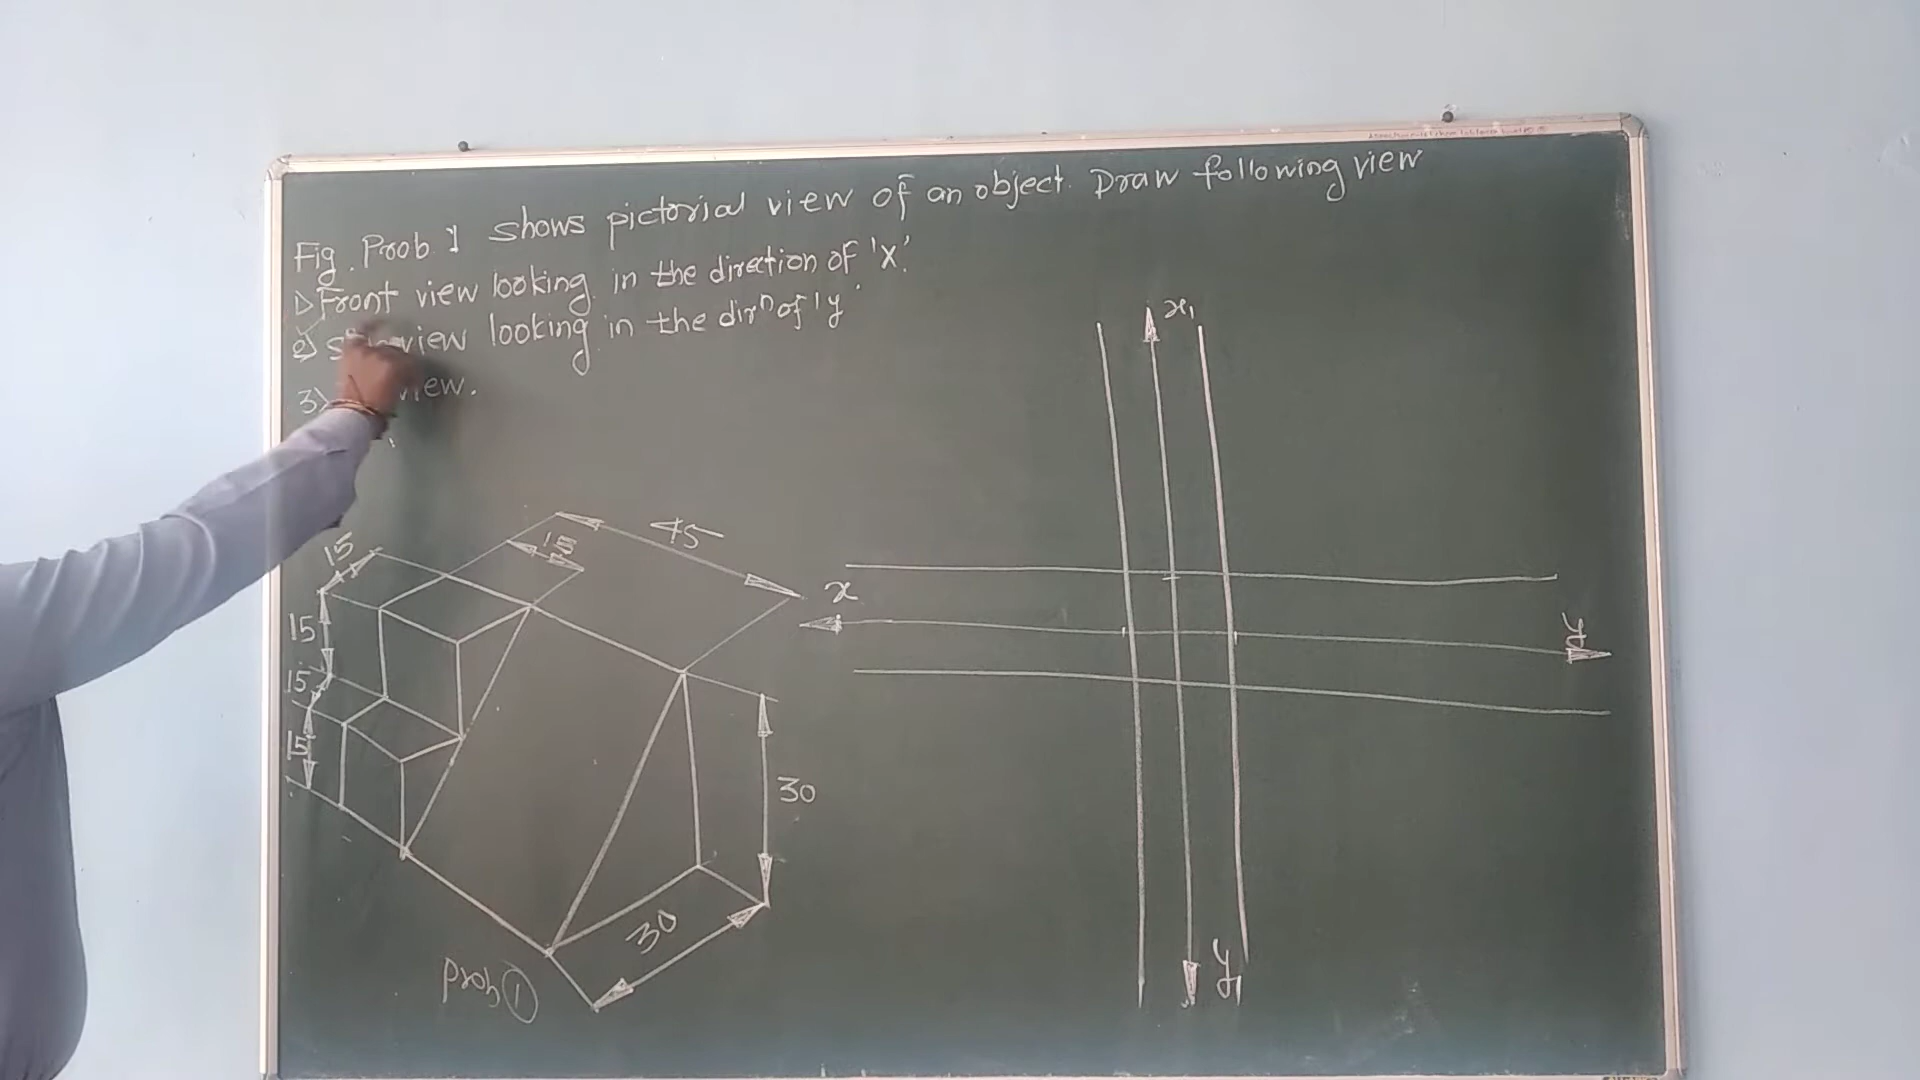 Fig. Prob. 1 shows pictorial view of an object. Draw following view
1) Front view looking in the direction of 'X'.
2) view looking in the dirⁿ of 'y'
3) view.
45
15
15
15
15
15
30
30
Prob ①
x
y
x₁
y₁